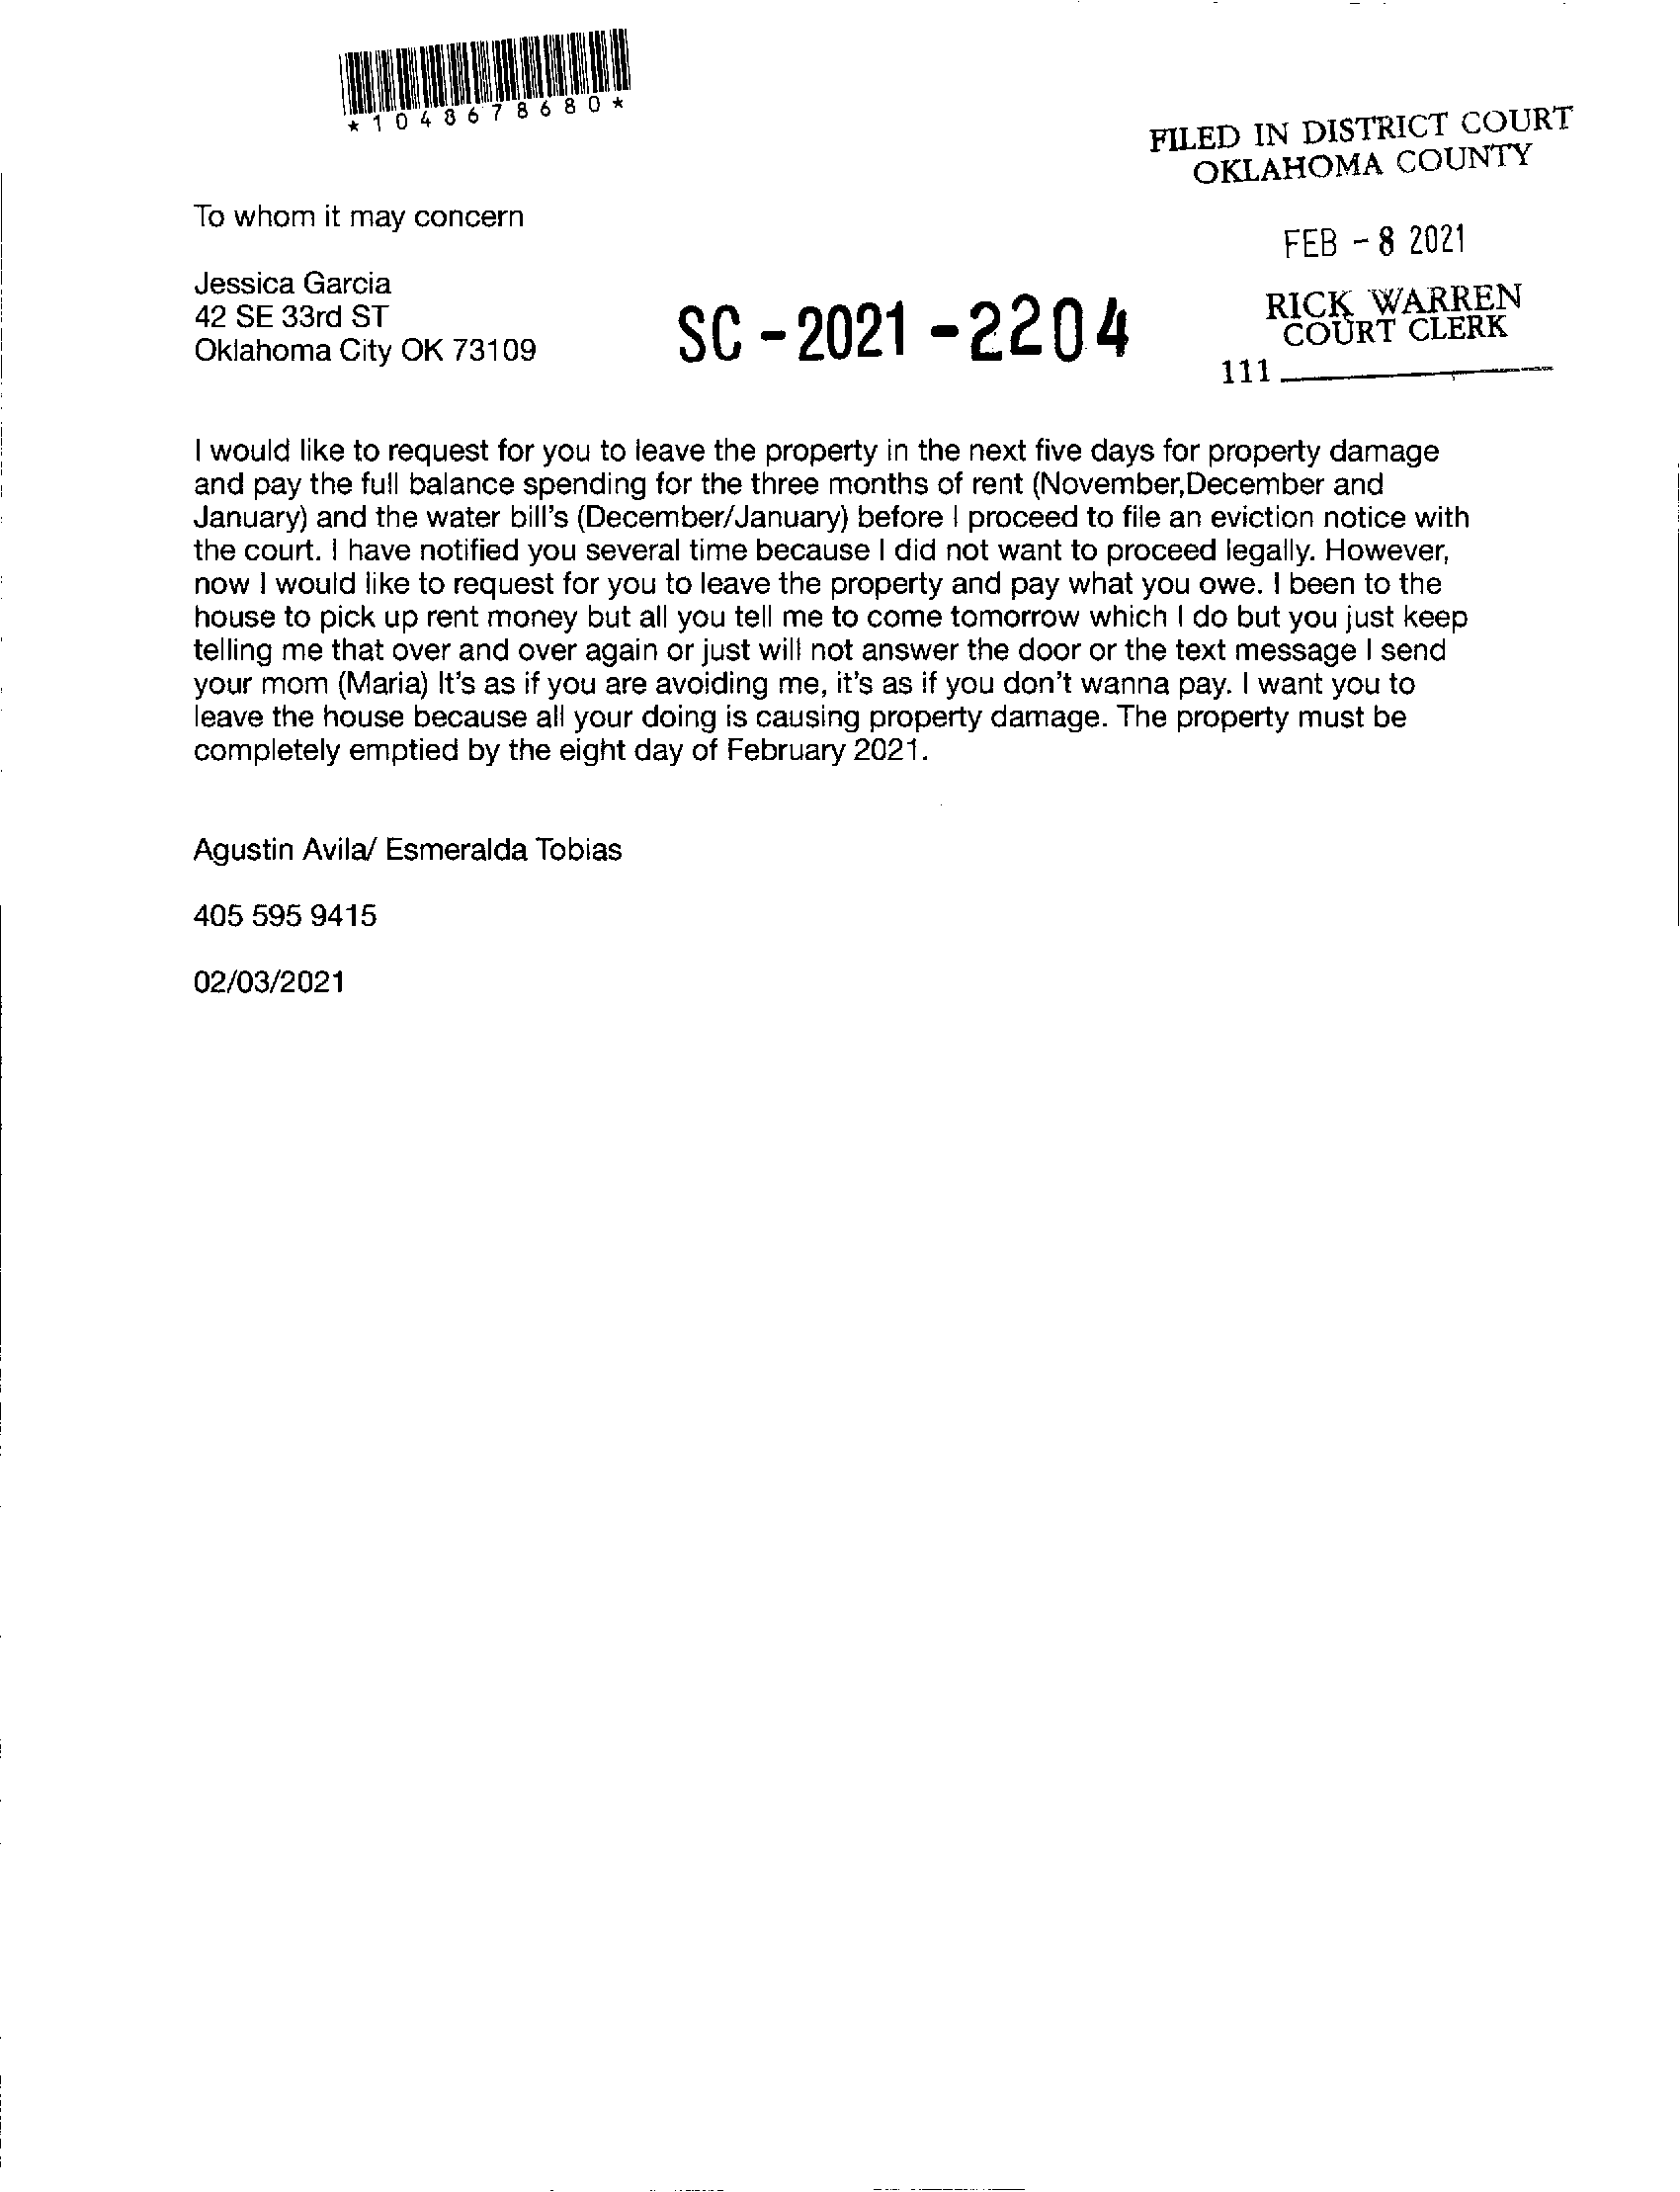 *1048678680*
FILED IN DISTRICT COURT
OKLAHOMA COUNTY
To whom it may concern
FEB - 8 2021
Jessica Garcia
42 SE 33rd ST
Oklahoma City OK 73109
SC - 2021 - 2204
RICK WARREN
COURT CLERK
111
I would like to request for you to leave the property in the next five days for property damage
and pay the full balance spending for the three months of rent (November,December and
January) and the water bill's (December/January) before I proceed to file an eviction notice with
the court. I have notified you several time because I did not want to proceed legally. However,
now I would like to request for you to leave the property and pay what you owe. I been to the
house to pick up rent money but all you tell me to come tomorrow which I do but you just keep
telling me that over and over again or just will not answer the door or the text message I send
your mom (Maria) It's as if you are avoiding me, it's as if you don't wanna pay. I want you to
leave the house because all your doing is causing property damage. The property must be
completely emptied by the eight day of February 2021.
Agustin Avila/ Esmeralda Tobias
405 595 9415
02/03/2021